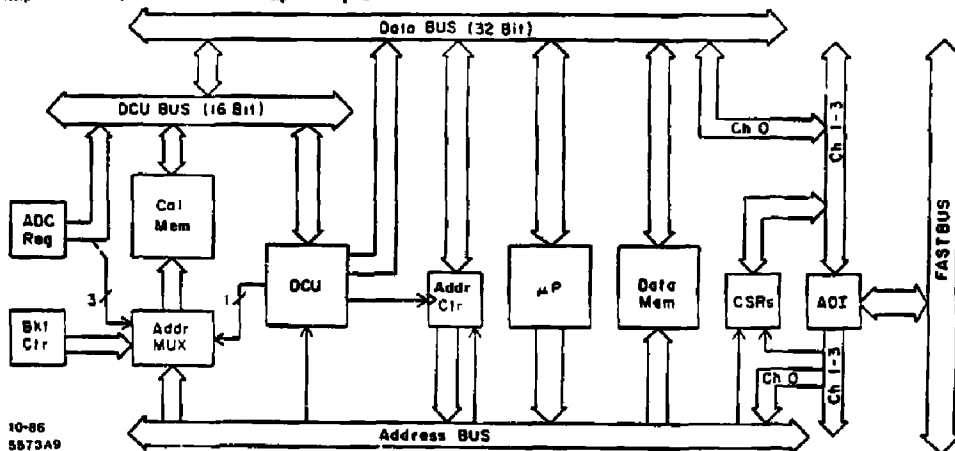 Data BUS (32 Bit)
DCU BUS (16 Bit)
Ch 0
Ch 1-3
ADC
Reg
Cal
Mem
DCU
Addr
Ctr
μP
Data
Mem
CSRs
ADI
FASTBUS
3
1
Bkt
Ctr
Addr
MUX
Ch 0
Ch 1-3
Address BUS
10-86
5573A9